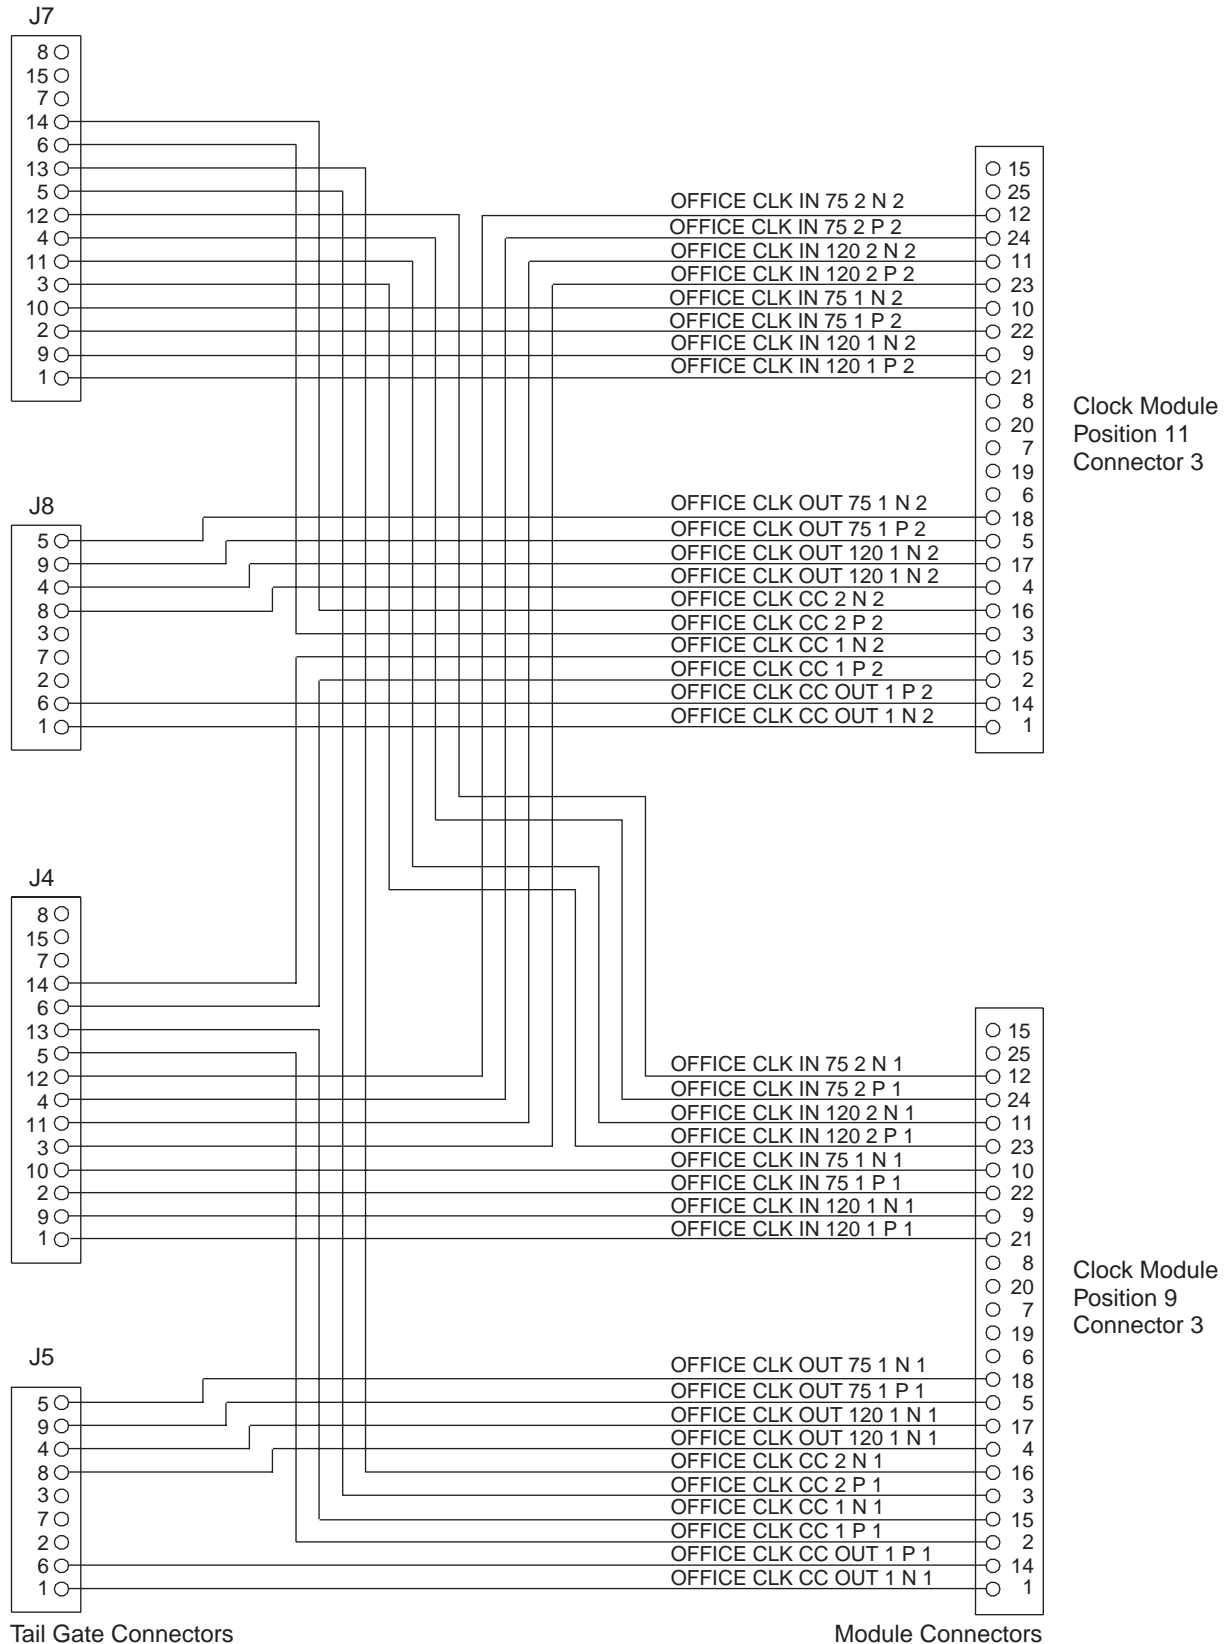 J7
8
15
7
14
6
13
5
12
4
11
3
10
2
9
1
OFFICE CLK IN 75 2 N 2
OFFICE CLK IN 75 2 P 2
OFFICE CLK IN 120 2 N 2
OFFICE CLK IN 120 2 P 2
OFFICE CLK IN 75 1 N 2
OFFICE CLK IN 75 1 P 2
OFFICE CLK IN 120 1 N 2
OFFICE CLK IN 120 1 P 2
J8
5
9
4
8
3
7
2
6
1
OFFICE CLK OUT 75 1 N 2
OFFICE CLK OUT 75 1 P 2
OFFICE CLK OUT 120 1 N 2
OFFICE CLK OUT 120 1 N 2
OFFICE CLK CC 2 N 2
OFFICE CLK CC 2 P 2
OFFICE CLK CC 1 N 2
OFFICE CLK CC 1 P 2
OFFICE CLK CC OUT 1 P 2
OFFICE CLK CC OUT 1 N 2
15
25
12
24
11
23
10
22
9
21
8
20
7
19
6
18
5
17
4
16
3
15
2
14
1
Clock Module
Position 11
Connector 3
J4
8
15
7
14
6
13
5
12
4
11
3
10
2
9
1
OFFICE CLK IN 75 2 N 1
OFFICE CLK IN 75 2 P 1
OFFICE CLK IN 120 2 N 1
OFFICE CLK IN 120 2 P 1
OFFICE CLK IN 75 1 N 1
OFFICE CLK IN 75 1 P 1
OFFICE CLK IN 120 1 N 1
OFFICE CLK IN 120 1 P 1
J5
5
9
4
8
3
7
2
6
1
OFFICE CLK OUT 75 1 N 1
OFFICE CLK OUT 75 1 P 1
OFFICE CLK OUT 120 1 N 1
OFFICE CLK OUT 120 1 N 1
OFFICE CLK CC 2 N 1
OFFICE CLK CC 2 P 1
OFFICE CLK CC 1 N 1
OFFICE CLK CC 1 P 1
OFFICE CLK CC OUT 1 P 1
OFFICE CLK CC OUT 1 N 1
15
25
12
24
11
23
10
22
9
21
8
20
7
19
6
18
5
17
4
16
3
15
2
14
1
Clock Module
Position 9
Connector 3
Tail Gate Connectors
Module Connectors